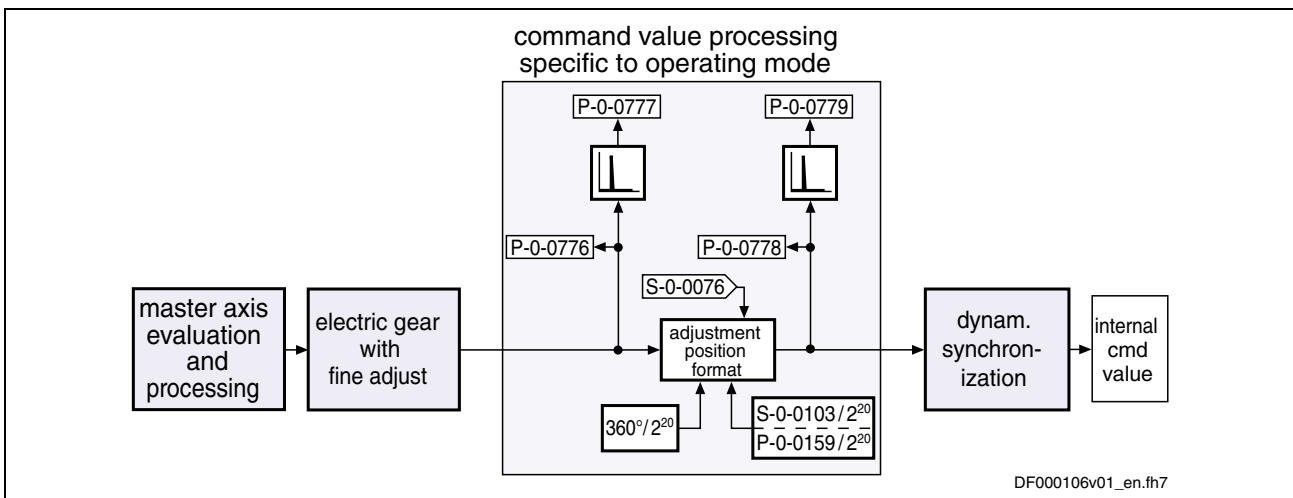 command value processing
specific to operating mode
P-0-0777
P-0-0779
P-0-0776
P-0-0778
S-0-0076
master axis
evaluation
and
processing
electric gear
with
fine adjust
adjustment
position
format
dynam.
synchron-
ization
internal
cmd
value
360°/2²⁰
S-0-0103/2²⁰
P-0-0159/2²⁰
DF000106v01_en.fh7